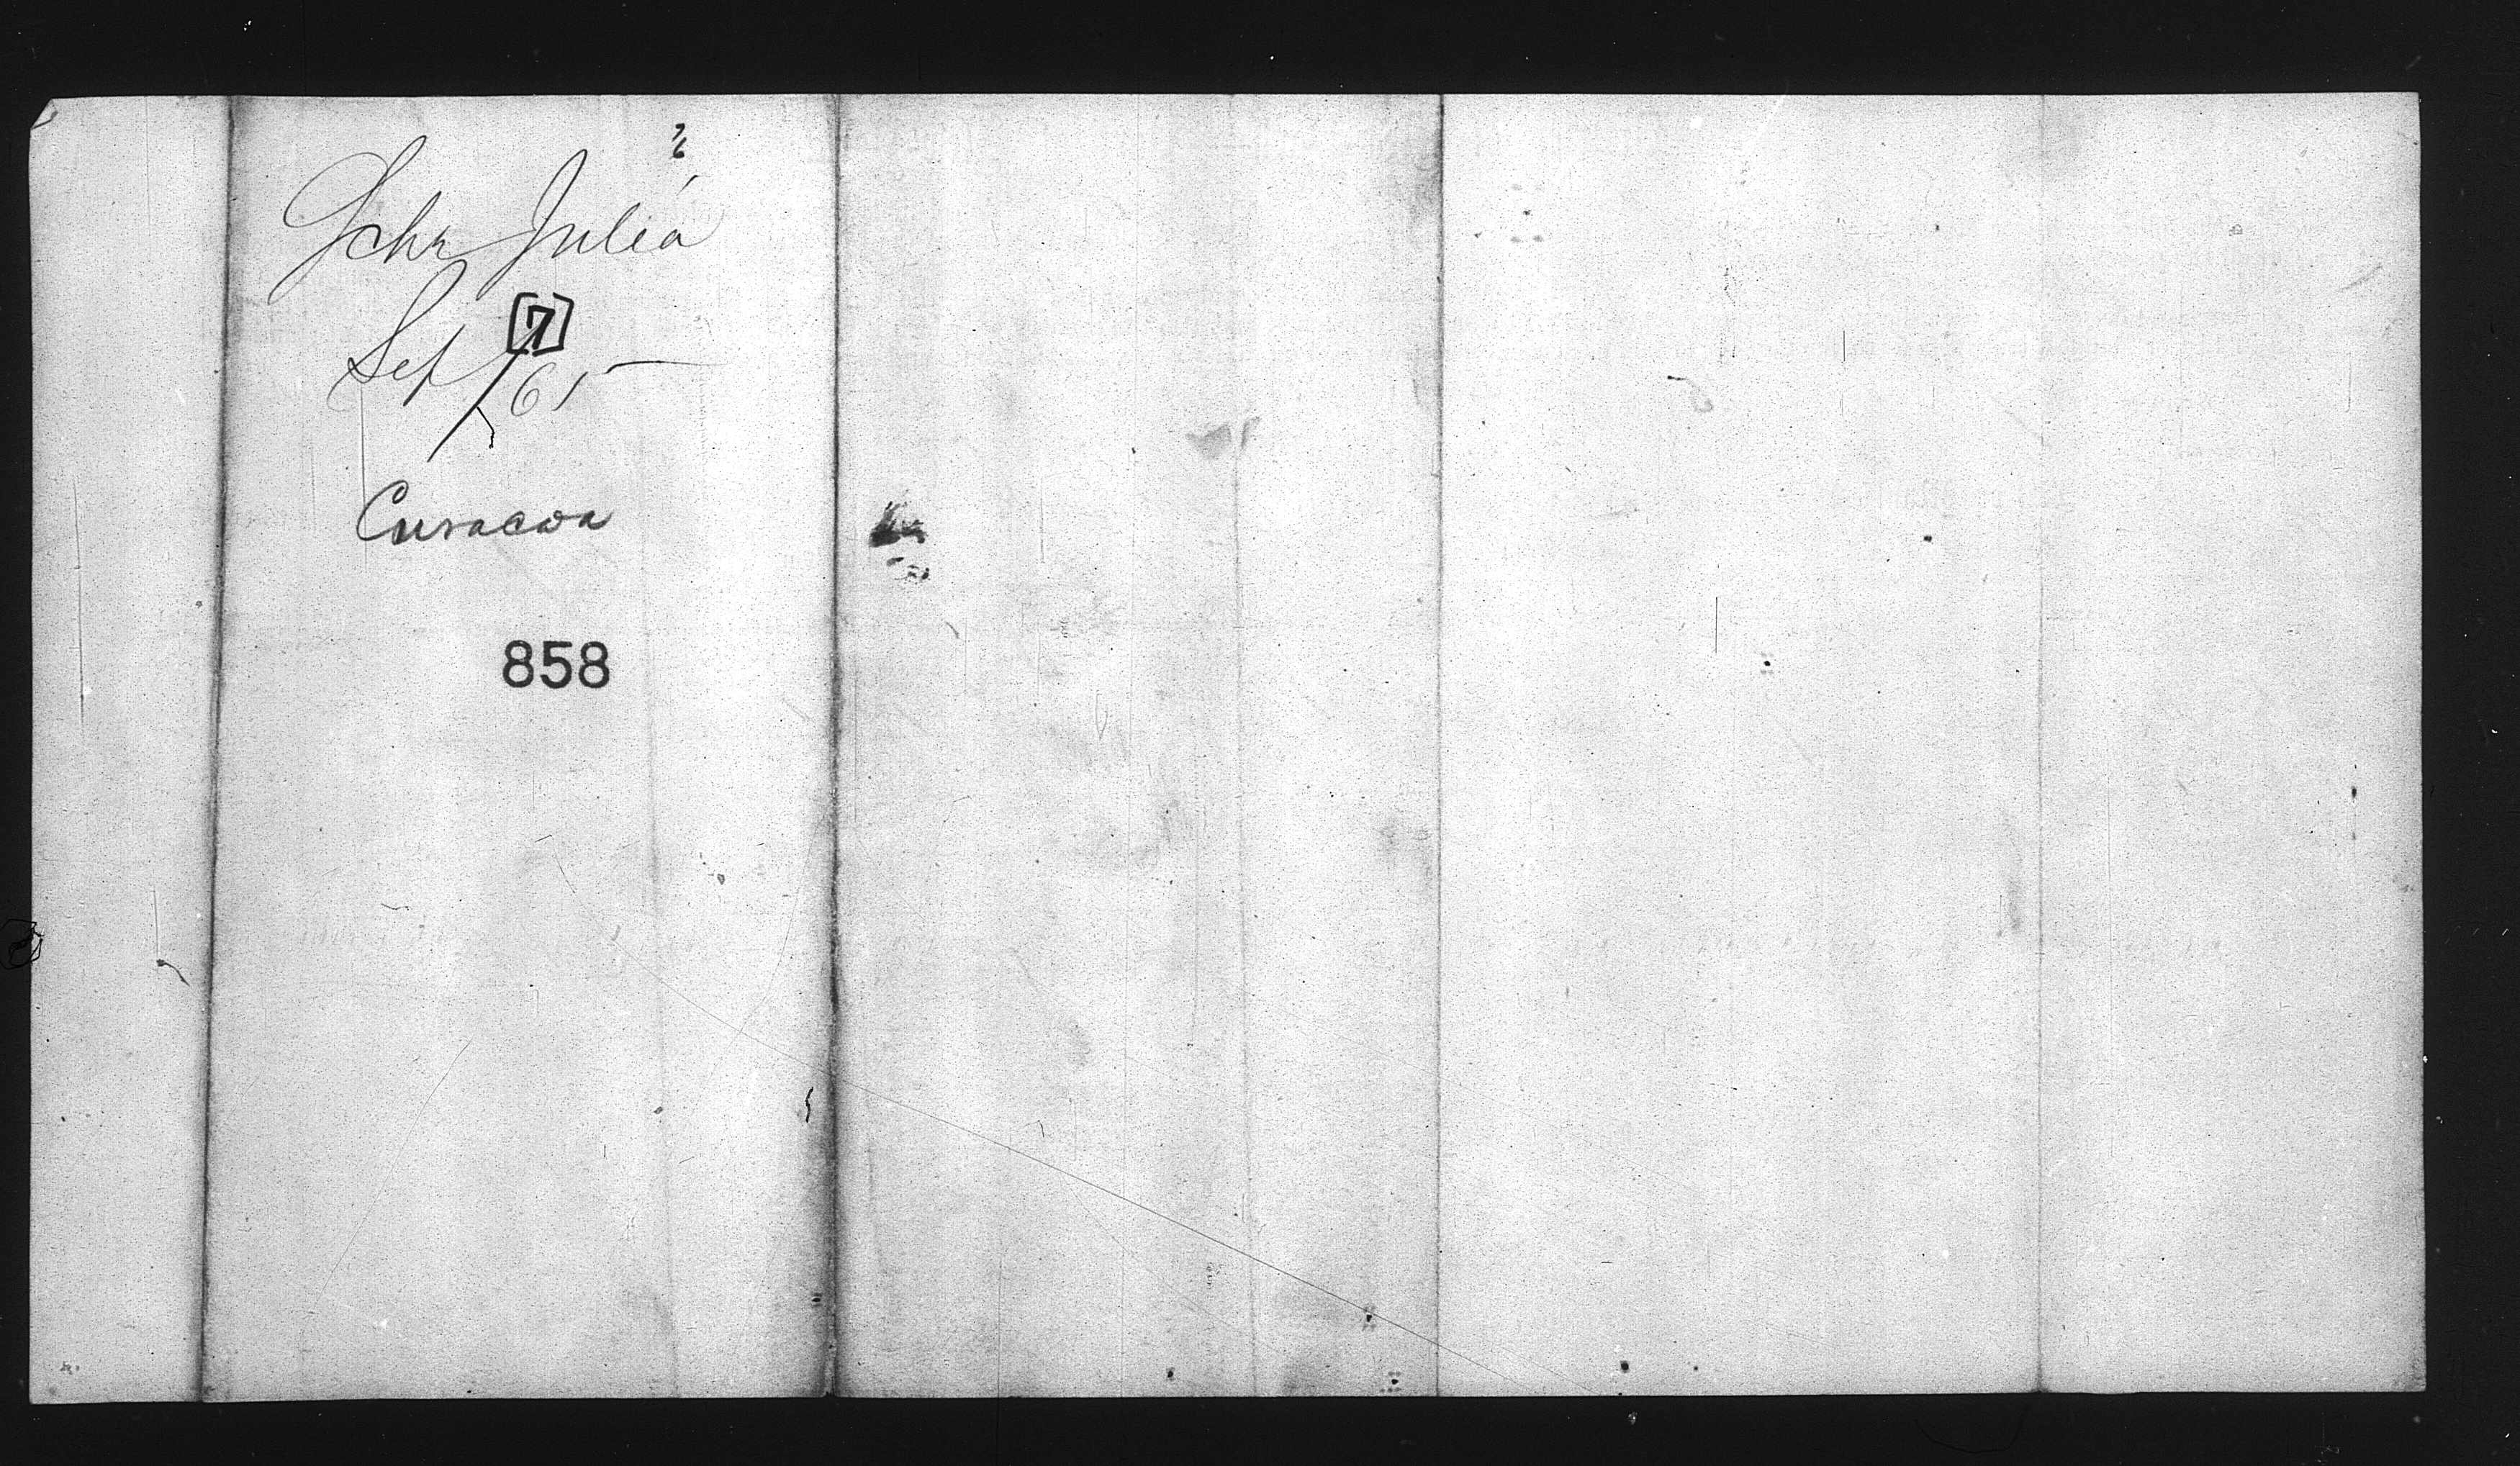 Schr Julia
Sep [7]
65
Curacoa
858